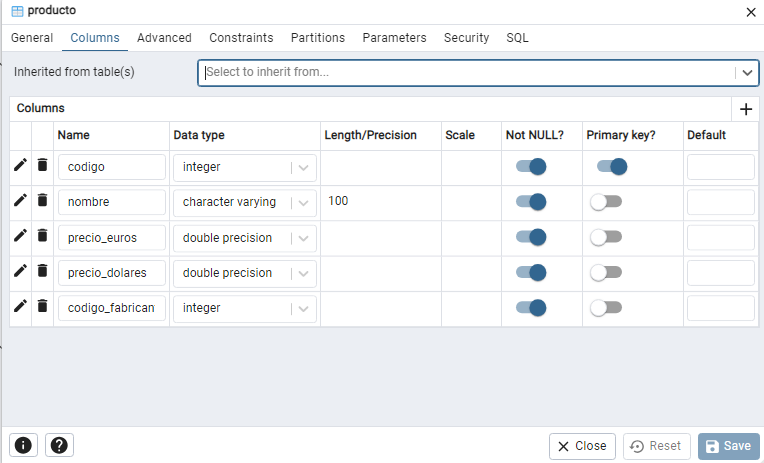 producto
General Columns Advanced Constraints Partitions Parameters Security SQL
Inherited from table(s) Select to inherit from...
Columns
Name Data type Length/Precision Scale Not NULL? Primary key? Default
codigo integer
nombre character varying 100
precio_euros double precision
precio_dolares double precision
codigo_fabrican integer
Close Reset Save